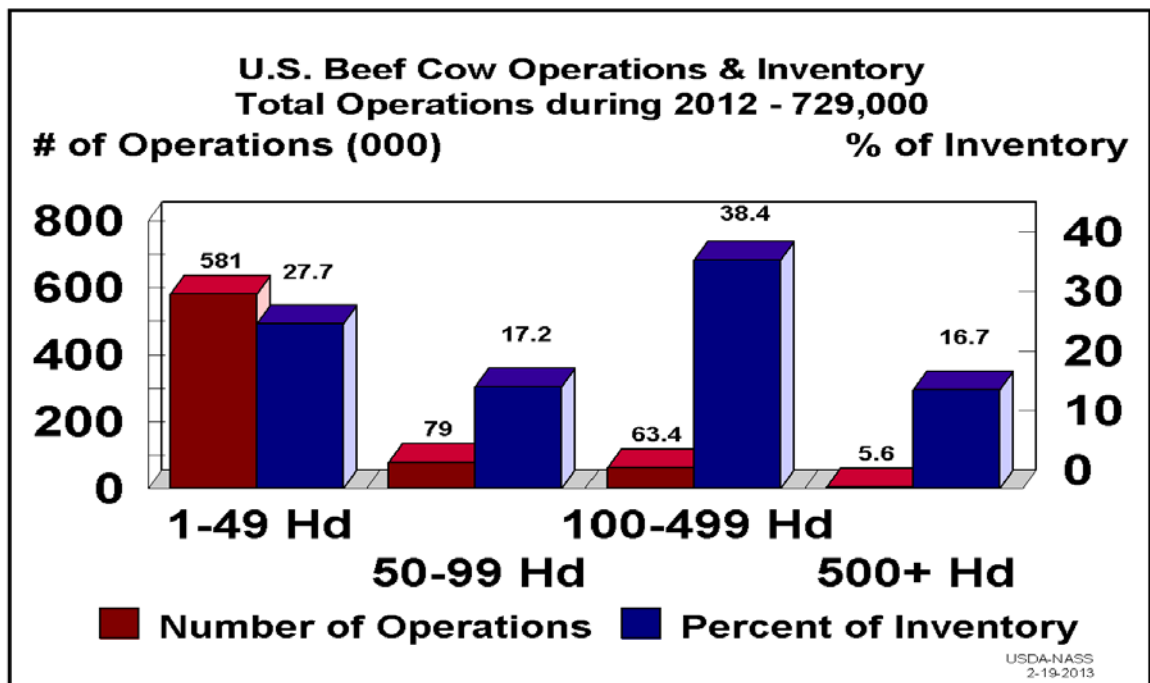 U.S. Beef Cow Operations & Inventory
Total Operations during 2012 - 729,000
# of Operations (000) % of Inventory
800
600
400
200
0
581 27.7
79 17.2
63.4 38.4
5.6 16.7
40
30
20
10
0
1-49 Hd 100-499 Hd
50-99 Hd 500+ Hd
Number of Operations Percent of Inventory
USDA-NASS
2-19-2013